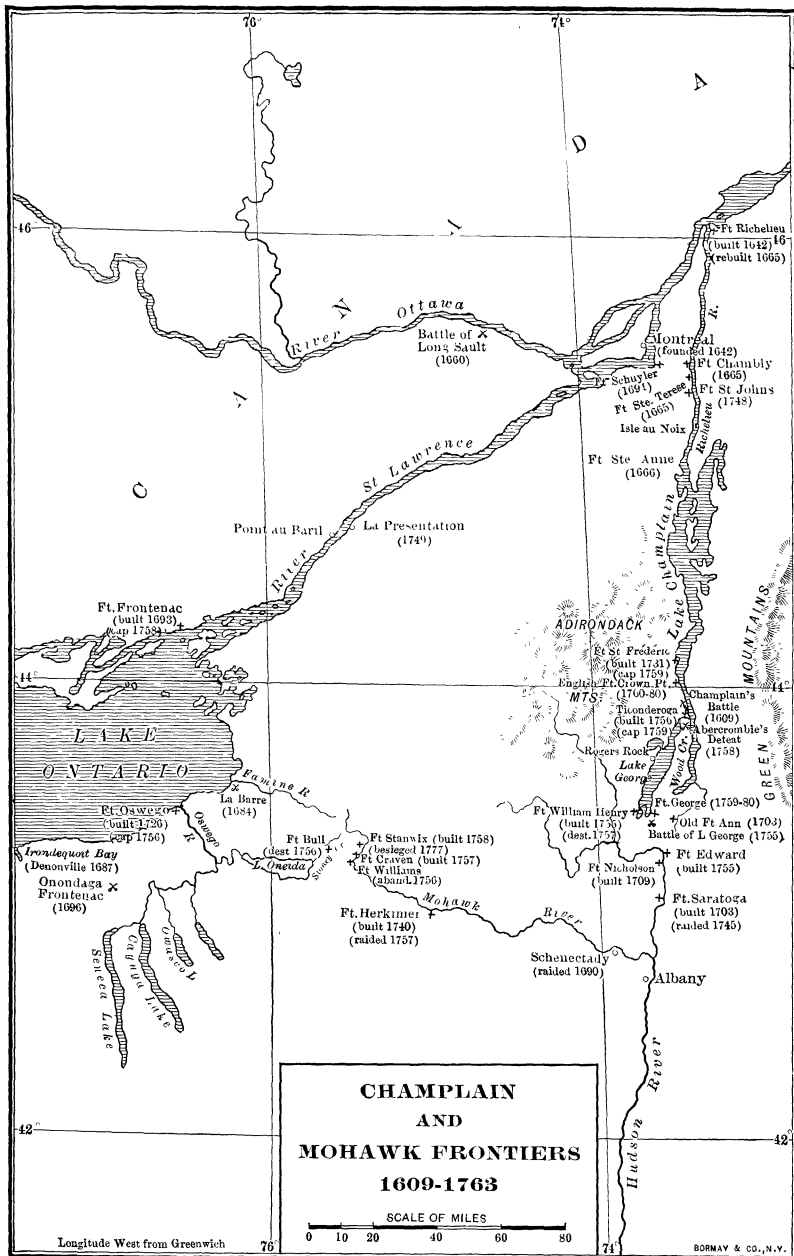 76°
74°
C A N A D A
46°
46
Ft Richelieu
(built 1642)
(rebuilt 1665)
River Ottawa
Battle of
Long Sault
(1660)
Montreal
(founded 1642)
Ft Schuyler
(1691)
Ft Chambly
(1665)
Ft Ste. Terese
(1665)
Ft St Johns
(1748)
Isle au Noix
Richelieu R.
Ft Ste Anne
(1666)
River St Lawrence
Point au Baril
La Presentation
(1749)
Lake Champlain
Ft. Frontenac
(built 1693)
(cap 1758)
ADIRONDACK
MTS.
GREEN MOUNTAINS
Ft St Frederic
(built 1731)
(cap 1759)
44°
44
English Ft. Crown Pt.
(1760-80)
Champlain's
Battle
(1609)
Ticonderoga
(built 1756)
(cap 1759)
Abercrombie's
Defeat
(1758)
Rogers Rock
Lake
George
Wood Cr.
LAKE
ONTARIO
Famine R
La Barre
(1684)
Ft. Oswego
(built 1726)
(cap 1756)
Oswego
R
Ft. George (1759-80)
Ft William Henry
(built 1755)
(dest. 1757)
Old Ft Ann (1703)
Battle of L George (1755)
Ft Bull
(dest 1756)
Ft Stanwix (built 1758)
(besieged 1777)
Ft Craven (built 1757)
Ft Williams
(aband. 1756)
L. Oneida
Irondequot Bay
(Denonville 1687)
Onondaga
Frontenac
(1696)
Ft Edward
(built 1755)
Ft Nicholson
(built 1709)
Mohawk River
Ft. Herkimer
(built 1740)
(raided 1757)
Ft. Saratoga
(built 1703)
(raided 1745)
Owasco L
Cayuga Lake
Seneca Lake
Schenectady
(raided 1690)
Albany
Hudson River
42°
42°
CHAMPLAIN
AND
MOHAWK FRONTIERS
1609-1763
SCALE OF MILES
0 10 20 40 60 80
Longitude West from Greenwich
76°
74°
BORMAY & CO., N.Y.